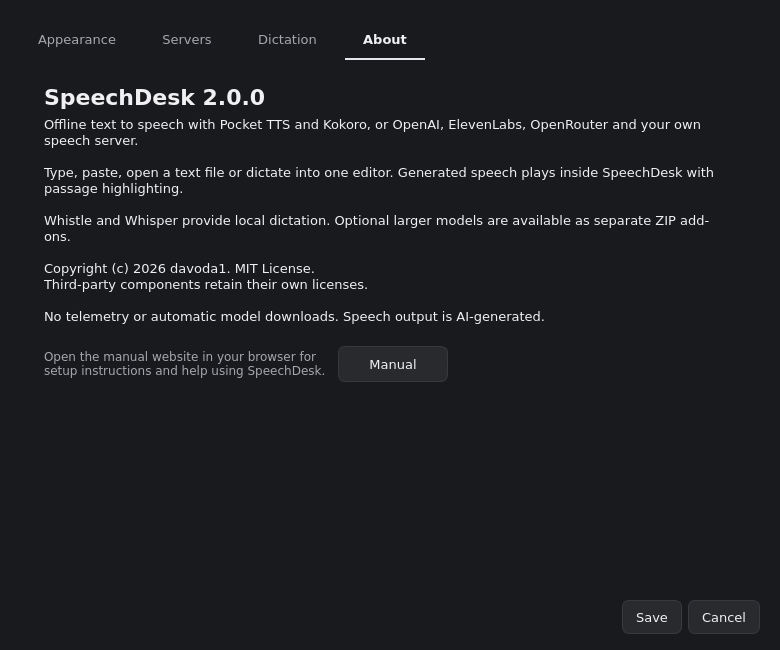 Appearance Servers Dictation About
SpeechDesk 2.0.0
Offline text to speech with Pocket TTS and Kokoro, or OpenAI, ElevenLabs, OpenRouter and your own
speech server.
Type, paste, open a text file or dictate into one editor. Generated speech plays inside SpeechDesk with
passage highlighting.
Whistle and Whisper provide local dictation. Optional larger models are available as separate ZIP add-
ons.
Copyright (c) 2026 davoda1. MIT License.
Third-party components retain their own licenses.
No telemetry or automatic model downloads. Speech output is AI-generated.
Open the manual website in your browser for
setup instructions and help using SpeechDesk.
Manual
Save Cancel